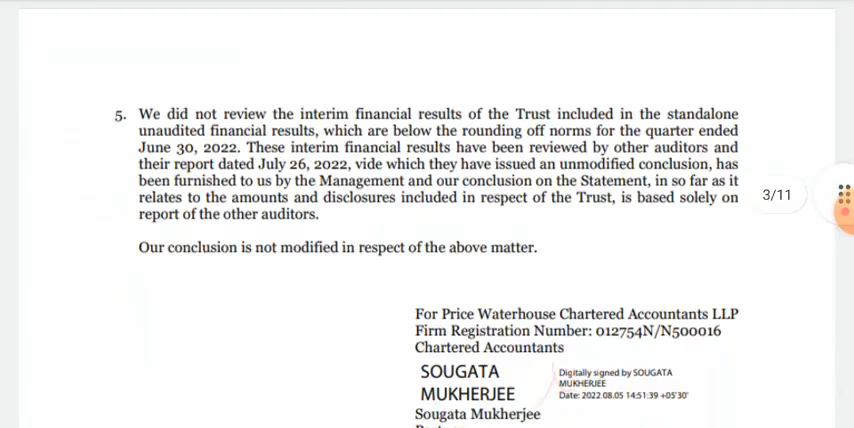 5. We did not review the interim financial results of the Trust included in the standalone
unaudited financial results, which are below the rounding off norms for the quarter ended
June 30, 2022. These interim financial results have been reviewed by other auditors and
their report dated July 26, 2022, vide which they have issued an unmodified conclusion, has
been furnished to us by the Management and our conclusion on the Statement, in so far as it
relates to the amounts and disclosures included in respect of the Trust, is based solely on
report of the other auditors.
3/11
Our conclusion is not modified in respect of the above matter.
For Price Waterhouse Chartered Accountants LLP
Firm Registration Number: 012754N/N500016
Chartered Accountants
SOUGATA
MUKHERJEE
Digitally signed by SOUGATA
MUKHERJEE
Date: 2022.08.05 14:51:39 +05'30'
Sougata Mukherjee